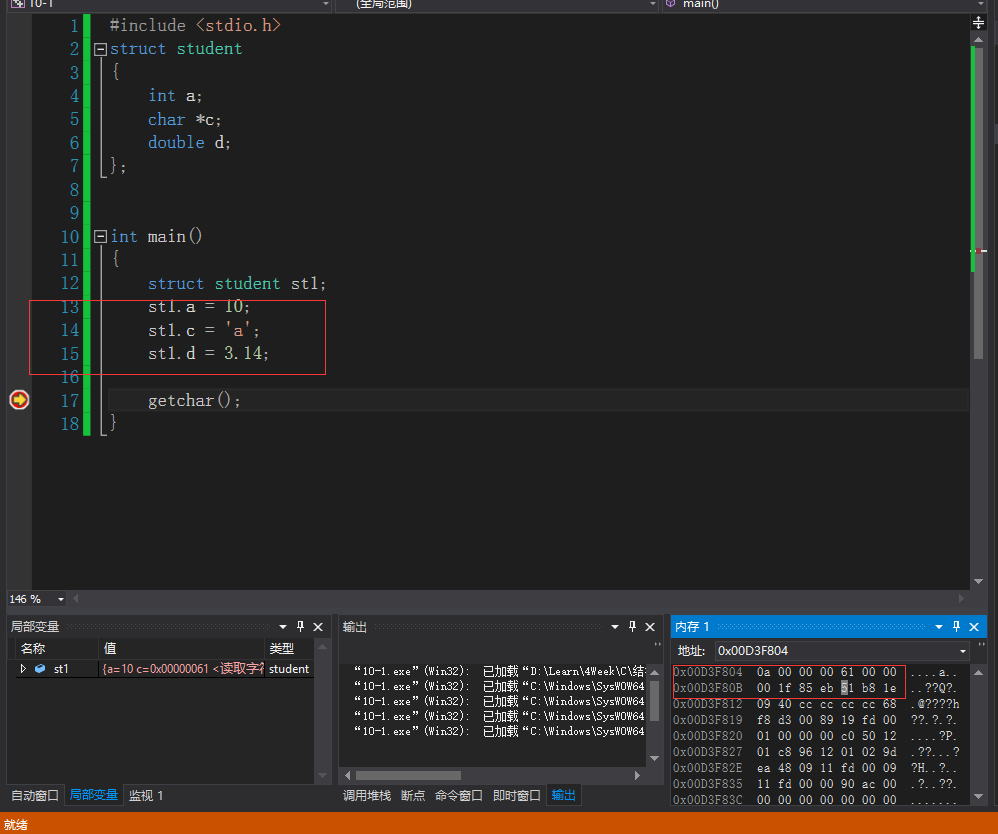 10-1 (全局范围) main()
1 #include <stdio.h>
2 struct student
3 {
4 int a;
5 char *c;
6 double d;
7 };
8
9
10 int main()
11 {
12 struct student st1;
13 st1.a = 10;
14 st1.c = 'a';
15 st1.d = 3.14;
16
17 getchar();
18 }
146 %
局部变量
名称 值 类型
st1 {a=10 c=0x00000061 <读取字符 student
自动窗口 局部变量 监视 1
输出
“10-1.exe”(Win32): 已加载“D:\Learn\4Week\C\结
“10-1.exe”(Win32): 已加载“C:\Windows\SysWOW64
“10-1.exe”(Win32): 已加载“C:\Windows\SysWOW64
“10-1.exe”(Win32): 已加载“C:\Windows\SysWOW64
“10-1.exe”(Win32): 已加载“C:\Windows\SysWOW64
调用堆栈 断点 命令窗口 即时窗口 输出
内存 1
地址: 0x00D3F804
0x00D3F804 0a 00 00 00 61 00 00 ....a..
0x00D3F80B 00 1f 85 eb 51 b8 1e ..??Q?.
0x00D3F812 09 40 cc cc cc cc 68 .@????h
0x00D3F819 f8 d3 00 89 19 fd 00 ??.?.?.
0x00D3F820 01 00 00 00 c0 50 12 ....?P.
0x00D3F827 01 c8 96 12 01 02 9d .??...?
0x00D3F82E ea 48 09 11 fd 00 09 ?H..?..
0x00D3F835 11 fd 00 00 90 ac 00 .?..??.
0x00D3F83C 00 00 00 00 00 00 00 .......
就绪